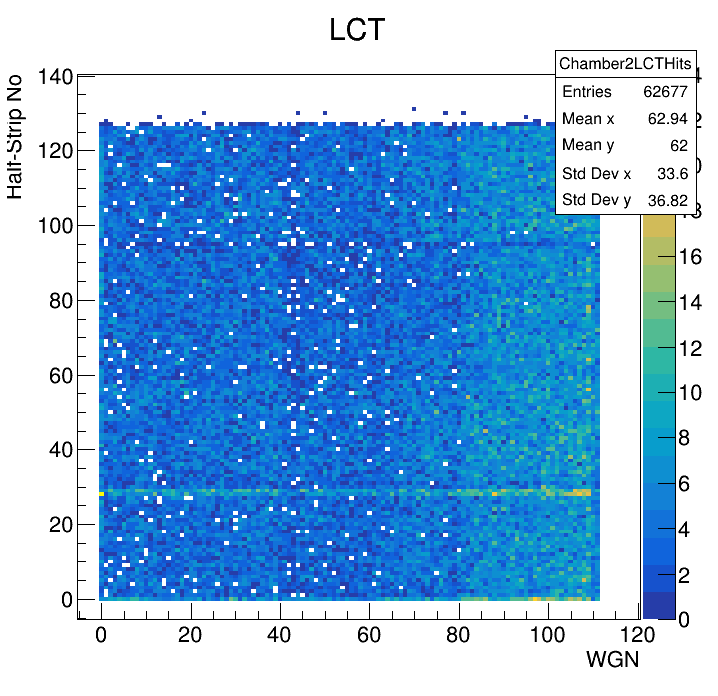 LCT
Half-Strip No
140
120
100
80
60
40
20
0
Chamber2LCTHits
Entries 62677
Mean x 62.94
Mean y 62
Std Dev x 33.6
Std Dev y 36.82
16
14
12
10
8
6
4
2
0
0 20 40 60 80 100 120
WGN